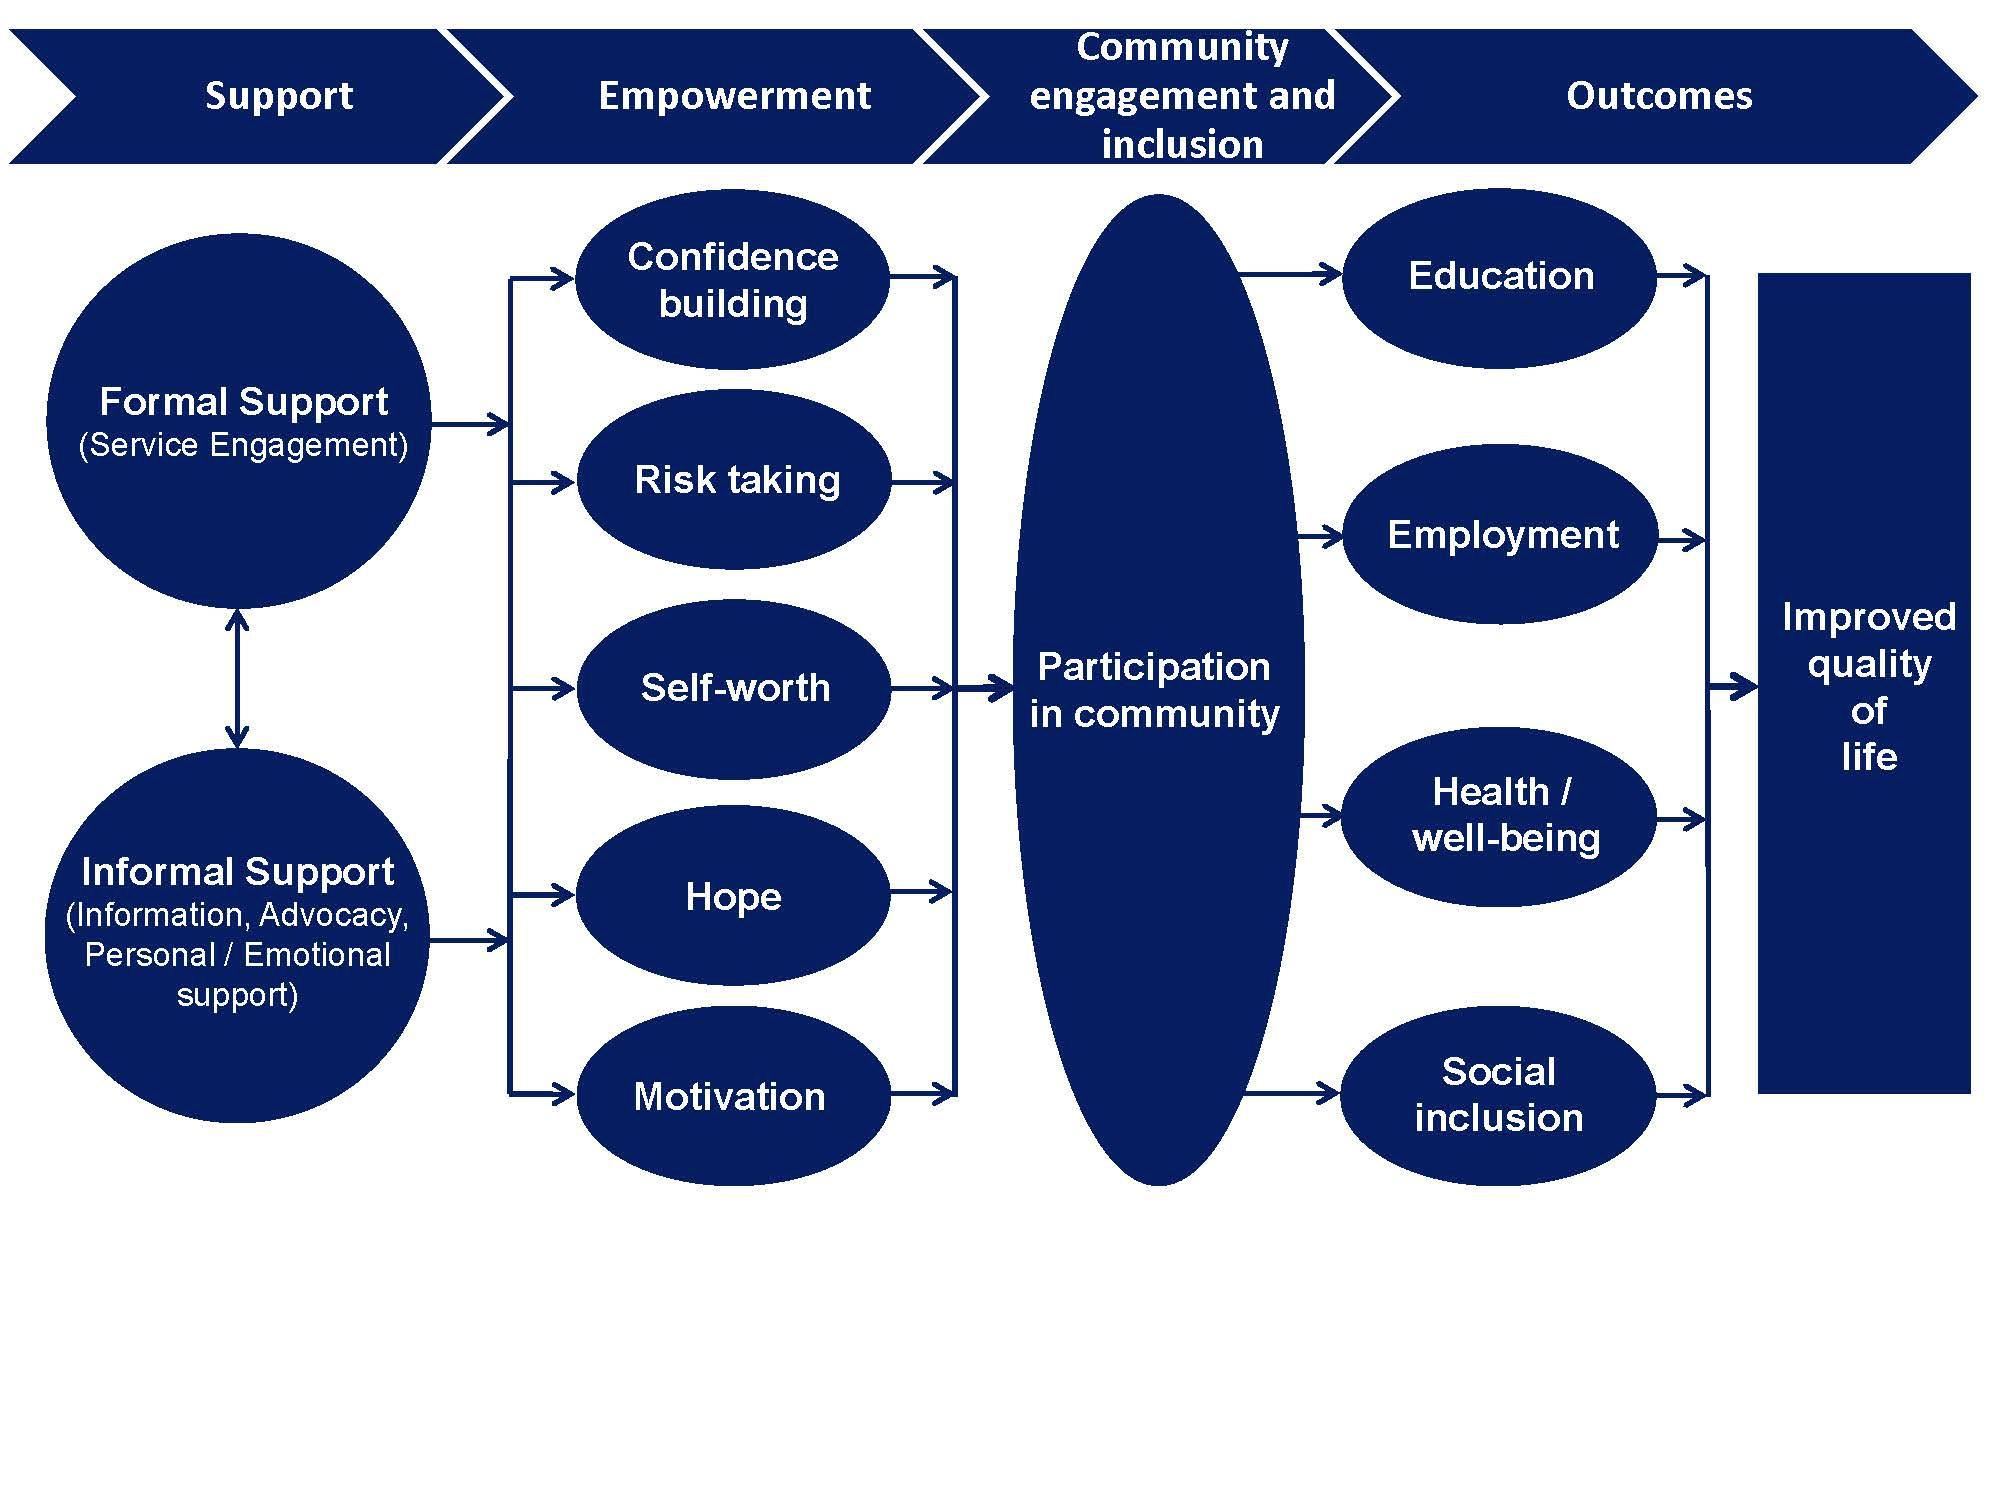 Support
Empowerment
Community
engagement and
inclusion
Outcomes
Formal Support
(Service Engagement)
Informal Support
(Information, Advocacy,
Personal / Emotional
support)
Confidence
building
Risk taking
Self-worth
Hope
Motivation
Participation
in community
Education
Employment
Health /
well-being
Social
inclusion
Improved
quality
of
life